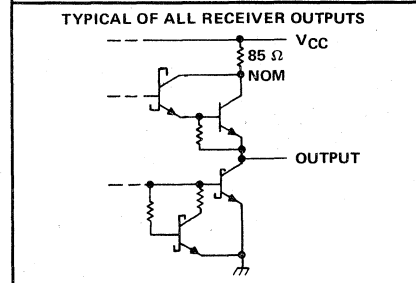 TYPICAL OF ALL RECEIVER OUTPUTS
VCC
85 Ω
NOM
OUTPUT